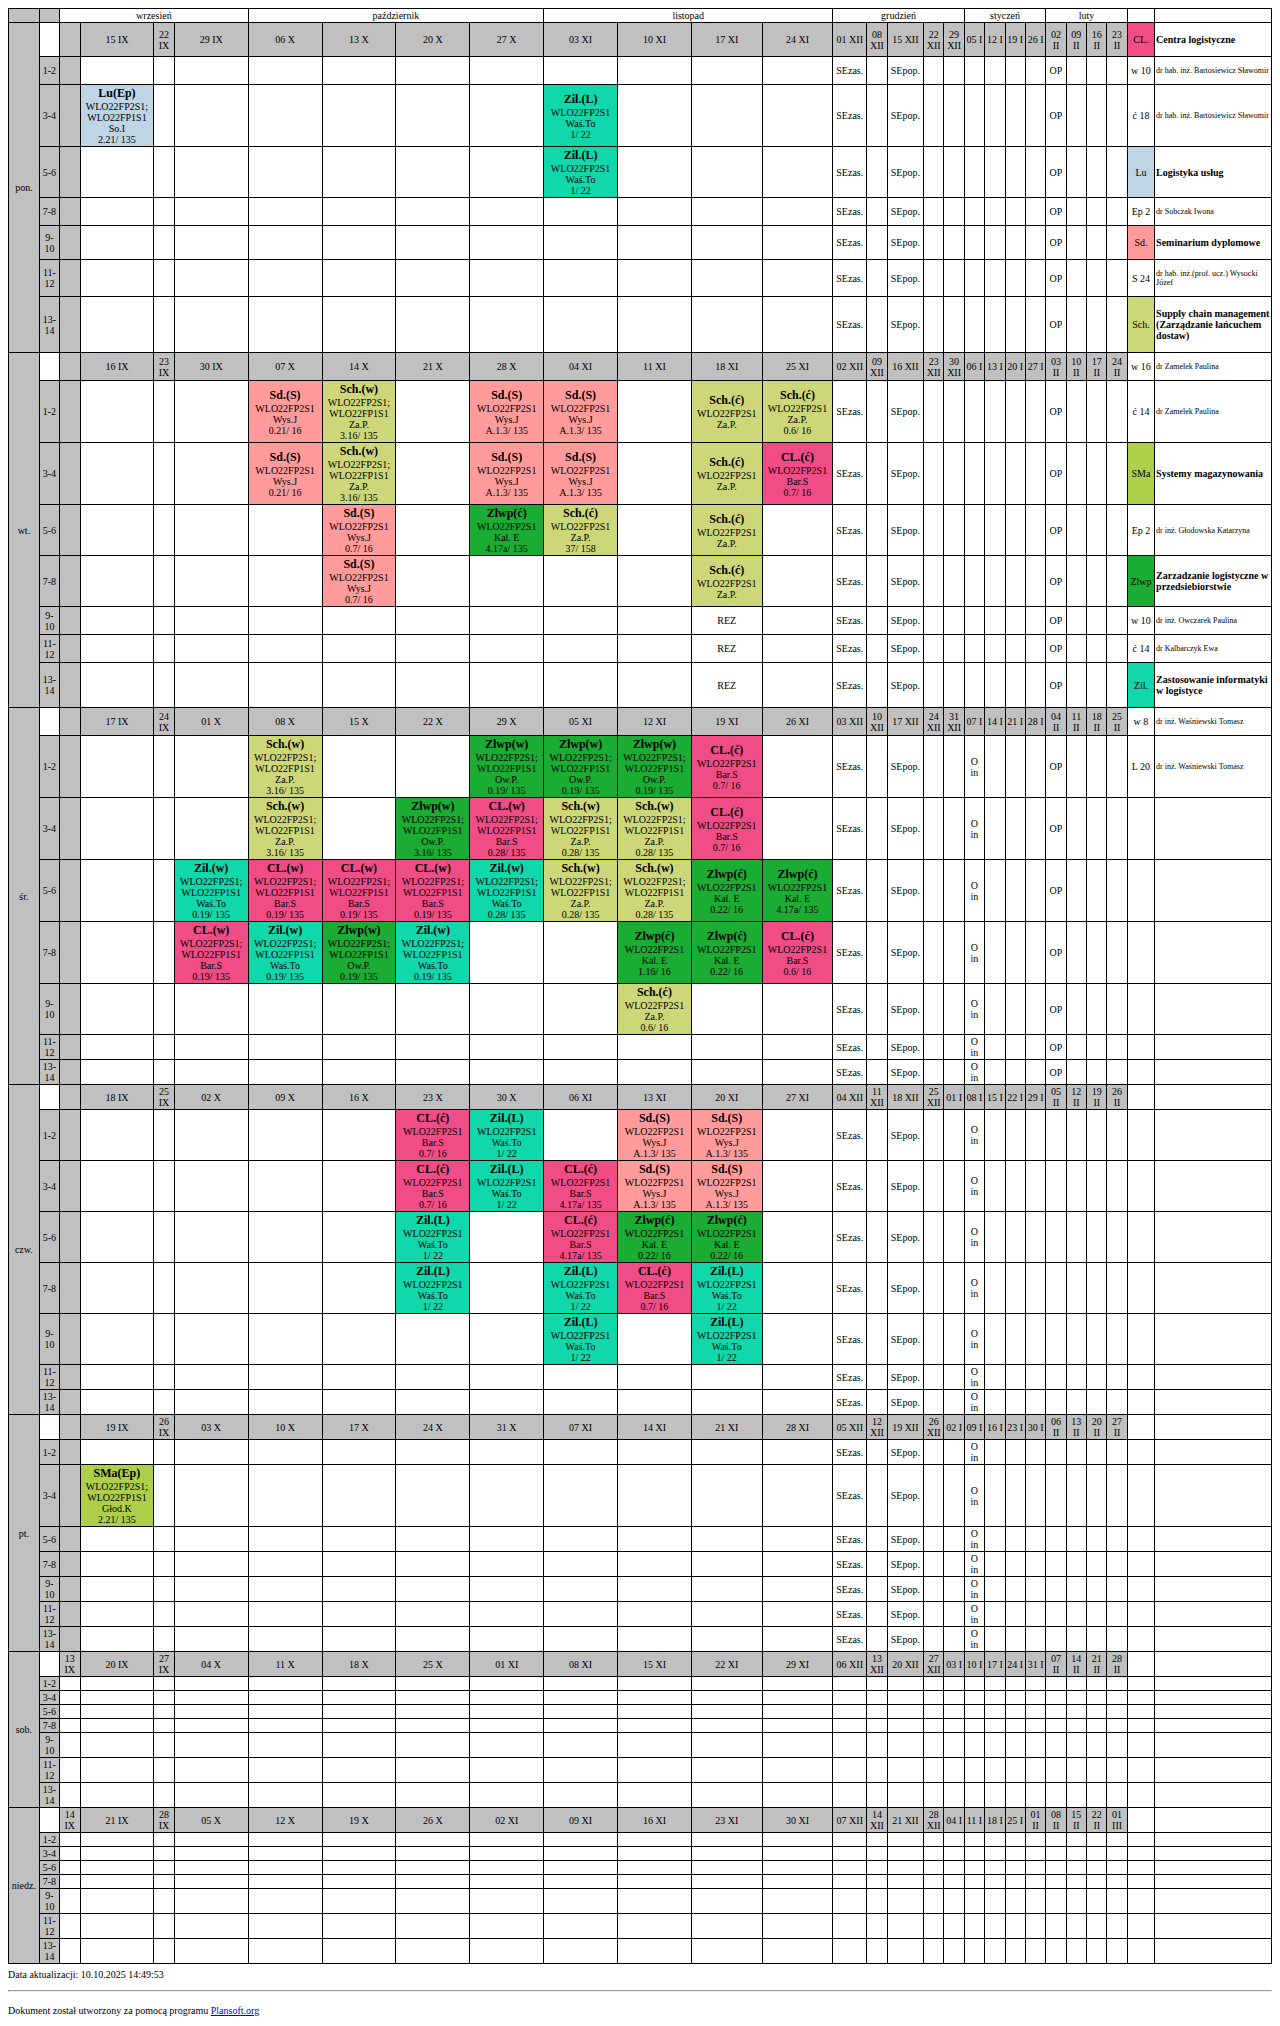 wrzesień październik listopad grudzień styczeń luty
pon. 15 IX 22 IX 29 IX 06 X 13 X 20 X 27 X 03 XI 10 XI 17 XI 24 XI 01 XII 08 XII 15 XII 22 XII 29 XII 05 I 12 I 19 I 26 I 02 II 09 II 16 II 23 II CL. Centra logistyczne
1-2 SEzas. SEpop. OP w 10 dr hab. inż. Bartosiewicz Sławomir
3-4 Lu(Ep) WLO22FP2S1; WLO22FP1S1 So.I 2.21/ 135 Zil.(L) WLO22FP2S1 Waś.To 1/ 22 SEzas. SEpop. OP ć 18 dr hab. inż. Bartosiewicz Sławomir
5-6 Zil.(L) WLO22FP2S1 Waś.To 1/ 22 SEzas. SEpop. OP Lu Logistyka usług
7-8 SEzas. SEpop. OP Ep 2 dr Sobczak Iwona
9-10 SEzas. SEpop. OP Sd. Seminarium dyplomowe
11-12 SEzas. SEpop. OP S 24 dr hab. inż.(prof. ucz.) Wysocki Józef
13-14 SEzas. SEpop. OP Sch. Supply chain management (Zarządzanie łańcuchem dostaw)
wt. 16 IX 23 IX 30 IX 07 X 14 X 21 X 28 X 04 XI 11 XI 18 XI 25 XI 02 XII 09 XII 16 XII 23 XII 30 XII 06 I 13 I 20 I 27 I 03 II 10 II 17 II 24 II w 16 dr Zamelek Paulina
1-2 Sd.(S) WLO22FP2S1 Wys.J 0.21/ 16 Sch.(w) WLO22FP2S1; WLO22FP1S1 Za.P. 3.16/ 135 Sd.(S) WLO22FP2S1 Wys.J A.1.3/ 135 Sd.(S) WLO22FP2S1 Wys.J A.1.3/ 135 Sch.(ć) WLO22FP2S1 Za.P. Sch.(ć) WLO22FP2S1 Za.P. 0.6/ 16 SEzas. SEpop. OP ć 14 dr Zamelek Paulina
3-4 Sd.(S) WLO22FP2S1 Wys.J 0.21/ 16 Sch.(w) WLO22FP2S1; WLO22FP1S1 Za.P. 3.16/ 135 Sd.(S) WLO22FP2S1 Wys.J A.1.3/ 135 Sd.(S) WLO22FP2S1 Wys.J A.1.3/ 135 Sch.(ć) WLO22FP2S1 Za.P. CL.(ć) WLO22FP2S1 Bar.S 0.7/ 16 SEzas. SEpop. OP SMa Systemy magazynowania
5-6 Sd.(S) WLO22FP2S1 Wys.J 0.7/ 16 Zlwp(ć) WLO22FP2S1 Kal. E 4.17a/ 135 Sch.(ć) WLO22FP2S1 Za.P. 37/ 158 Sch.(ć) WLO22FP2S1 Za.P. SEzas. SEpop. OP Ep 2 dr inż. Głodowska Katarzyna
7-8 Sd.(S) WLO22FP2S1 Wys.J 0.7/ 16 Sch.(ć) WLO22FP2S1 Za.P. SEzas. SEpop. OP Zlwp Zarzadzanie logistyczne w przedsiebiorstwie
9-10 REZ SEzas. SEpop. OP w 10 dr inż. Owczarek Paulina
11-12 REZ SEzas. SEpop. OP ć 14 dr Kalbarczyk Ewa
13-14 REZ SEzas. SEpop. OP Zil. Zastosowanie informatyki w logistyce
śr. 17 IX 24 IX 01 X 08 X 15 X 22 X 29 X 05 XI 12 XI 19 XI 26 XI 03 XII 10 XII 17 XII 24 XII 31 XII 07 I 14 I 21 I 28 I 04 II 11 II 18 II 25 II w 8 dr inż. Waśniewski Tomasz
1-2 Sch.(w) WLO22FP2S1; WLO22FP1S1 Za.P. 3.16/ 135 Zlwp(w) WLO22FP2S1; WLO22FP1S1 Ow.P. 0.19/ 135 Zlwp(w) WLO22FP2S1; WLO22FP1S1 Ow.P. 0.19/ 135 Zlwp(w) WLO22FP2S1; WLO22FP1S1 Ow.P. 0.19/ 135 CL.(ć) WLO22FP2S1 Bar.S 0.7/ 16 SEzas. SEpop. O in OP L 20 dr inż. Waśniewski Tomasz
3-4 Sch.(w) WLO22FP2S1; WLO22FP1S1 Za.P. 3.16/ 135 Zlwp(w) WLO22FP2S1; WLO22FP1S1 Ow.P. 3.16/ 135 CL.(w) WLO22FP2S1; WLO22FP1S1 Bar.S 0.28/ 135 Sch.(w) WLO22FP2S1; WLO22FP1S1 Za.P. 0.28/ 135 Sch.(w) WLO22FP2S1; WLO22FP1S1 Za.P. 0.28/ 135 CL.(ć) WLO22FP2S1 Bar.S 0.7/ 16 SEzas. SEpop. O in OP
5-6 Zil.(w) WLO22FP2S1; WLO22FP1S1 Waś.To 0.19/ 135 CL.(w) WLO22FP2S1; WLO22FP1S1 Bar.S 0.19/ 135 CL.(w) WLO22FP2S1; WLO22FP1S1 Bar.S 0.19/ 135 CL.(w) WLO22FP2S1; WLO22FP1S1 Bar.S 0.19/ 135 Zil.(w) WLO22FP2S1; WLO22FP1S1 Waś.To 0.28/ 135 Sch.(w) WLO22FP2S1; WLO22FP1S1 Za.P. 0.28/ 135 Sch.(w) WLO22FP2S1; WLO22FP1S1 Za.P. 0.28/ 135 Zlwp(ć) WLO22FP2S1 Kal. E 0.22/ 16 Zlwp(ć) WLO22FP2S1 Kal. E 4.17a/ 135 SEzas. SEpop. O in OP
7-8 CL.(w) WLO22FP2S1; WLO22FP1S1 Bar.S 0.19/ 135 Zil.(w) WLO22FP2S1; WLO22FP1S1 Waś.To 0.19/ 135 Zlwp(w) WLO22FP2S1; WLO22FP1S1 Ow.P. 0.19/ 135 Zil.(w) WLO22FP2S1; WLO22FP1S1 Waś.To 0.19/ 135 Zlwp(ć) WLO22FP2S1 Kal. E 1.16/ 16 Zlwp(ć) WLO22FP2S1 Kal. E 0.22/ 16 CL.(ć) WLO22FP2S1 Bar.S 0.6/ 16 SEzas. SEpop. O in OP
9-10 Sch.(ć) WLO22FP2S1 Za.P. 0.6/ 16 SEzas. SEpop. O in OP
11-12 SEzas. SEpop. O in OP
13-14 SEzas. SEpop. O in OP
czw. 18 IX 25 IX 02 X 09 X 16 X 23 X 30 X 06 XI 13 XI 20 XI 27 XI 04 XII 11 XII 18 XII 25 XII 01 I 08 I 15 I 22 I 29 I 05 II 12 II 19 II 26 II
1-2 CL.(ć) WLO22FP2S1 Bar.S 0.7/ 16 Zil.(L) WLO22FP2S1 Waś.To 1/ 22 Sd.(S) WLO22FP2S1 Wys.J A.1.3/ 135 Sd.(S) WLO22FP2S1 Wys.J A.1.3/ 135 SEzas. SEpop. O in
3-4 CL.(ć) WLO22FP2S1 Bar.S 0.7/ 16 Zil.(L) WLO22FP2S1 Waś.To 1/ 22 CL.(ć) WLO22FP2S1 Bar.S 4.17a/ 135 Sd.(S) WLO22FP2S1 Wys.J A.1.3/ 135 Sd.(S) WLO22FP2S1 Wys.J A.1.3/ 135 SEzas. SEpop. O in
5-6 Zil.(L) WLO22FP2S1 Waś.To 1/ 22 CL.(ć) WLO22FP2S1 Bar.S 4.17a/ 135 Zlwp(ć) WLO22FP2S1 Kal. E 0.22/ 16 Zlwp(ć) WLO22FP2S1 Kal. E 0.22/ 16 SEzas. SEpop. O in
7-8 Zil.(L) WLO22FP2S1 Waś.To 1/ 22 Zil.(L) WLO22FP2S1 Waś.To 1/ 22 CL.(ć) WLO22FP2S1 Bar.S 0.7/ 16 Zil.(L) WLO22FP2S1 Waś.To 1/ 22 SEzas. SEpop. O in
9-10 Zil.(L) WLO22FP2S1 Waś.To 1/ 22 Zil.(L) WLO22FP2S1 Waś.To 1/ 22 SEzas. SEpop. O in
11-12 SEzas. SEpop. O in
13-14 SEzas. SEpop. O in
pt. 19 IX 26 IX 03 X 10 X 17 X 24 X 31 X 07 XI 14 XI 21 XI 28 XI 05 XII 12 XII 19 XII 26 XII 02 I 09 I 16 I 23 I 30 I 06 II 13 II 20 II 27 II
1-2 SEzas. SEpop. O in
3-4 SMa(Ep) WLO22FP2S1; WLO22FP1S1 Głod.K 2.21/ 135 SEzas. SEpop. O in
5-6 SEzas. SEpop. O in
7-8 SEzas. SEpop. O in
9-10 SEzas. SEpop. O in
11-12 SEzas. SEpop. O in
13-14 SEzas. SEpop. O in
sob. 13 IX 20 IX 27 IX 04 X 11 X 18 X 25 X 01 XI 08 XI 15 XI 22 XI 29 XI 06 XII 13 XII 20 XII 27 XII 03 I 10 I 17 I 24 I 31 I 07 II 14 II 21 II 28 II
1-2
3-4
5-6
7-8
9-10
11-12
13-14
niedz. 14 IX 21 IX 28 IX 05 X 12 X 19 X 26 X 02 XI 09 XI 16 XI 23 XI 30 XI 07 XII 14 XII 21 XII 28 XII 04 I 11 I 18 I 25 I 01 II 08 II 15 II 22 II 01 III
1-2
3-4
5-6
7-8
9-10
11-12
13-14
Data aktualizacji: 10.10.2025 14:49:53
Dokument został utworzony za pomocą programu Plansoft.org